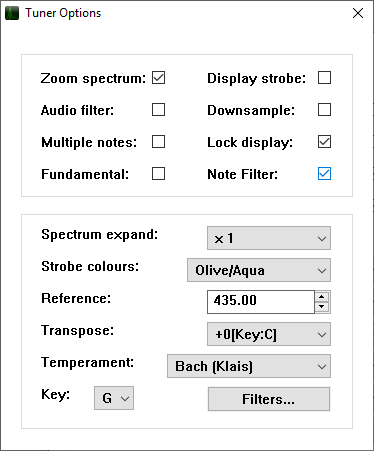 Tuner Options
Zoom spectrum: Display strobe:
Audio filter: Downsample:
Multiple notes: Lock display:
Fundamental: Note Filter:
Spectrum expand: x 1
Strobe colours: Olive/Aqua
Reference: 435.00
Transpose: +0[Key:C]
Temperament: Bach (Klais)
Key: G Filters...